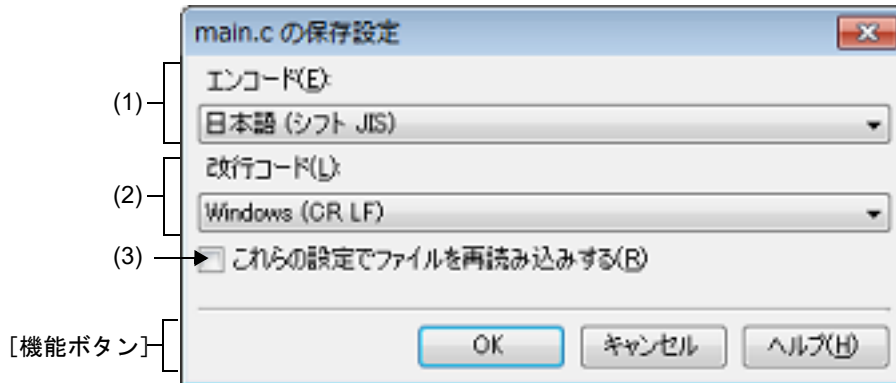 main.c の保存設定
(1)
エンコード(E):
日本語 (シフト JIS)
(2)
改行コード(L):
Windows (CR LF)
(3)
これらの設定でファイルを再読み込みする(R)
[機能ボタン]
OK
キャンセル
ヘルプ(H)